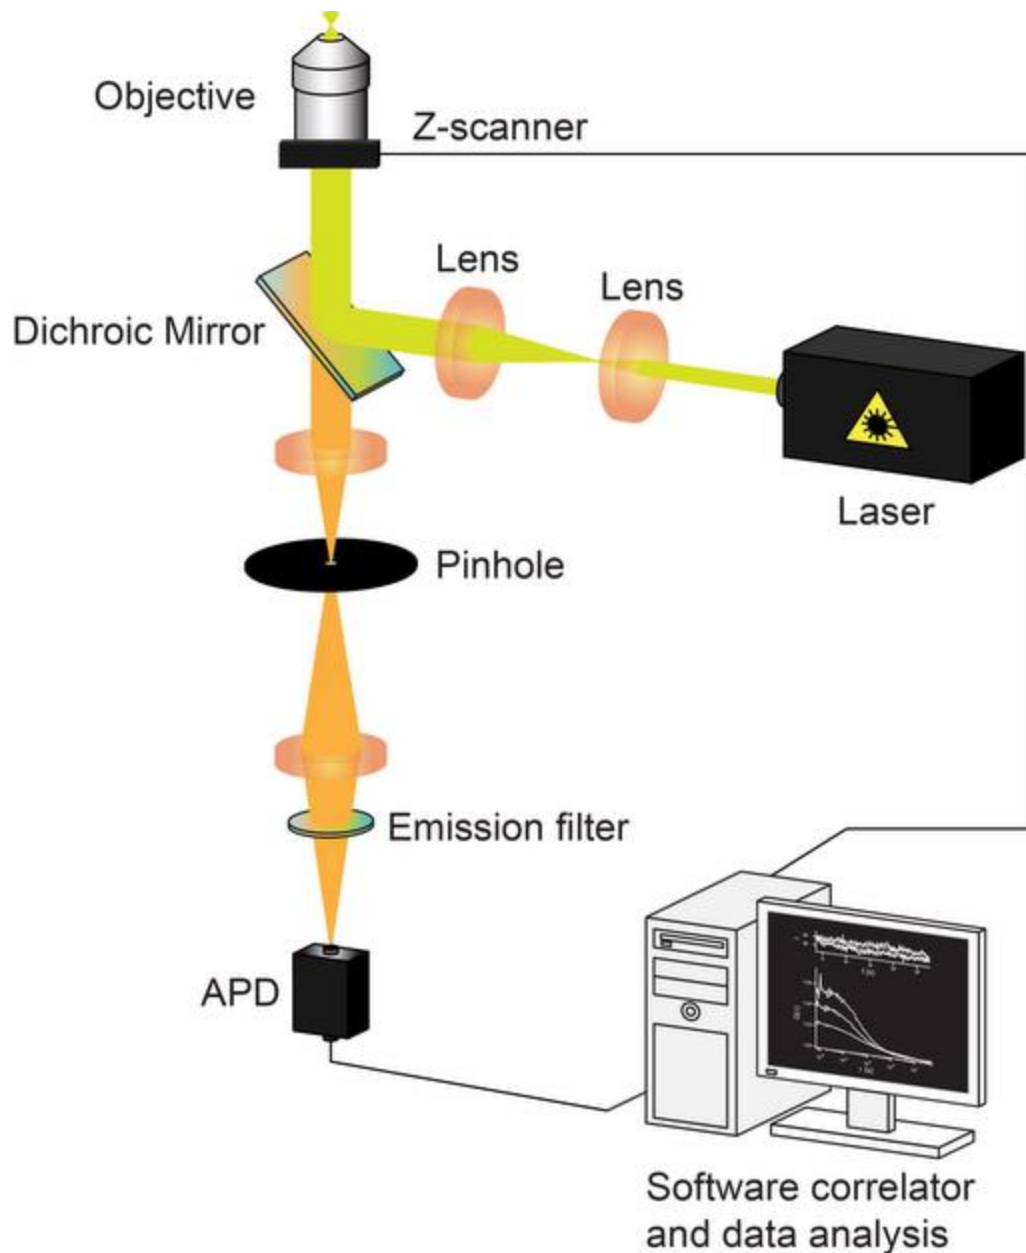 Objective
Z-scanner
Lens
Lens
Dichroic Mirror
Laser
Pinhole
Emission filter
APD
Software correlator
and data analysis